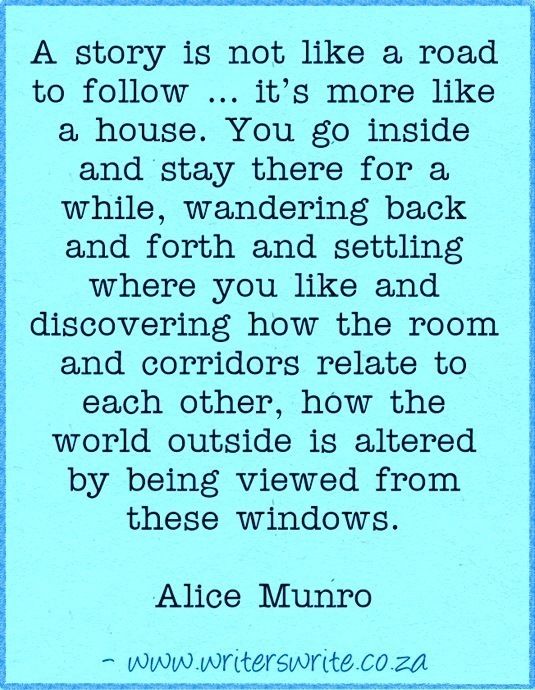 A story is not like a road
to follow ... it's more like
a house. You go inside
and stay there for a
while, wandering back
and forth and settling
where you like and
discovering how the room
and corridors relate to
each other, how the
world outside is altered
by being viewed from
these windows.
Alice Munro
- www.writerswrite.co.za